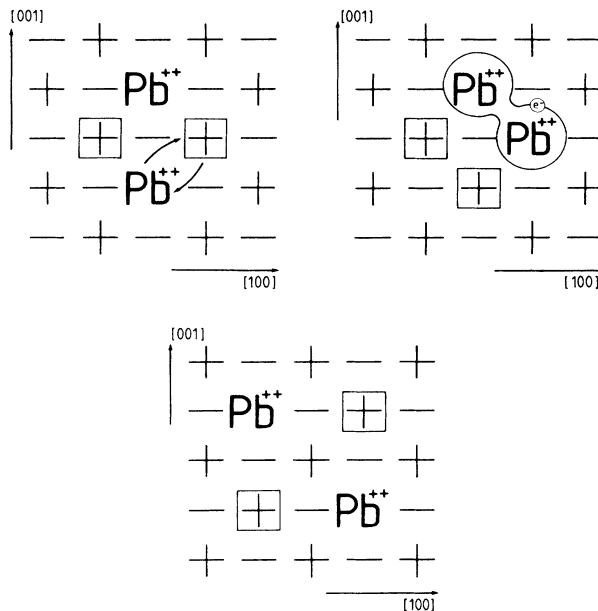 [001]
Pb++
Pb++
[100]
[001]
Pb++
e−
Pb++
[100]
[001]
Pb++
Pb++
[100]